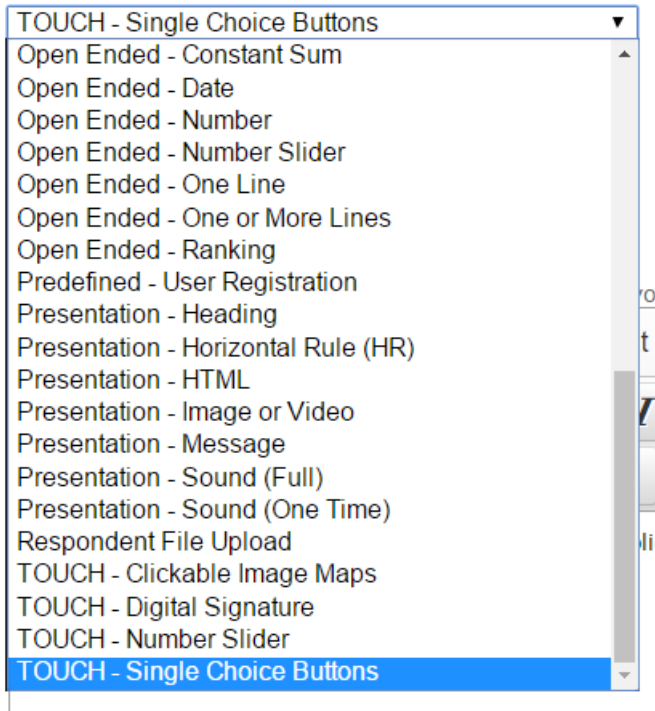 TOUCH - Single Choice Buttons
Open Ended - Constant Sum
Open Ended - Date
Open Ended - Number
Open Ended - Number Slider
Open Ended - One Line
Open Ended - One or More Lines
Open Ended - Ranking
Predefined - User Registration
Presentation - Heading
Presentation - Horizontal Rule (HR)
Presentation - HTML
Presentation - Image or Video
Presentation - Message
Presentation - Sound (Full)
Presentation - Sound (One Time)
Respondent File Upload
TOUCH - Clickable Image Maps
TOUCH - Digital Signature
TOUCH - Number Slider
TOUCH - Single Choice Buttons